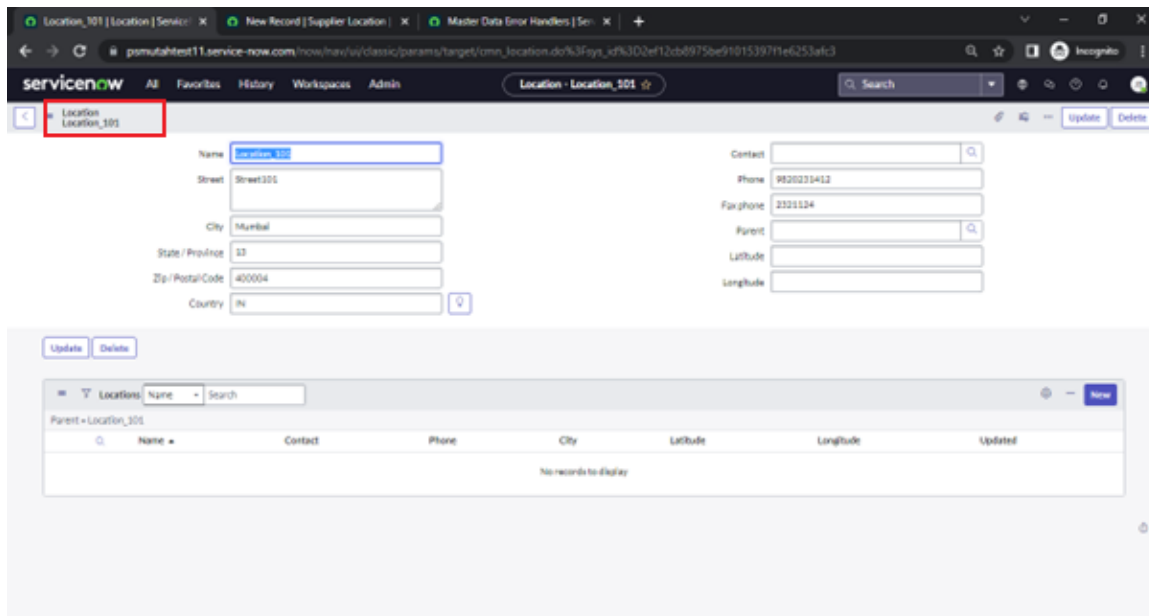 Location_101 | Location | Service
New Record | Supplier Location |
Master Data Error Handlers | Ser
psmutahtest11.service-now.com/now/nav/ui/classic/params/target/cmn_location.do%3Fsys_id%3D2ef12cb8975be91015397f1e6253afc3
Incognito
servicenow All Favorites History Workspaces Admin Location - Location_101 Search
Location
Location_101
Update Delete
Name Location_101 Contact
Street Street101 Phone 9820231412
Fax phone 2321124
City Mumbai Parent
State / Province 13 Latitude
Zip / Postal Code 400004 Longitude
Country IN
Update Delete
Locations Name Search New
Parent = Location_101
Name Contact Phone City Latitude Longitude Updated
No records to display